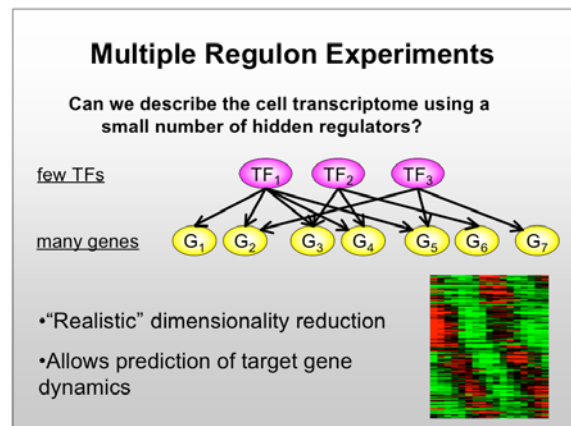 Multiple Regulon Experiments
Can we describe the cell transcriptome using a
small number of hidden regulators?
few TFs
TF1 TF2 TF3
many genes
G1 G2 G3 G4 G5 G6 G7
•“Realistic” dimensionality reduction
•Allows prediction of target gene
dynamics